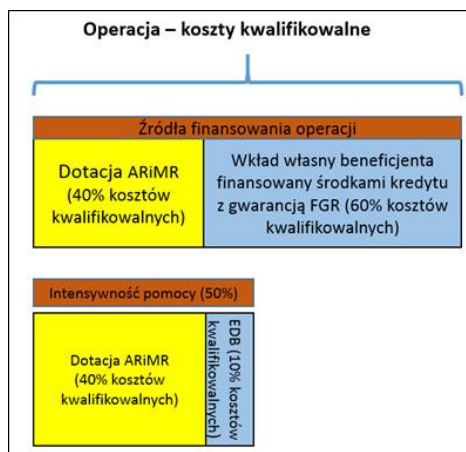 Operacja – koszty kwalifikowalne
Źródła finansowania operacji
Dotacja ARiMR
(40% kosztów
kwalifikowalnych)
Wkład własny beneficjenta
finansowany środkami kredytu
z gwarancją FGR (60% kosztów
kwalifikowalnych)
Intensywność pomocy (50%)
Dotacja ARiMR
(40% kosztów
kwalifikowalnych)
EDB (10% kosztów
kwalifikowalnych)